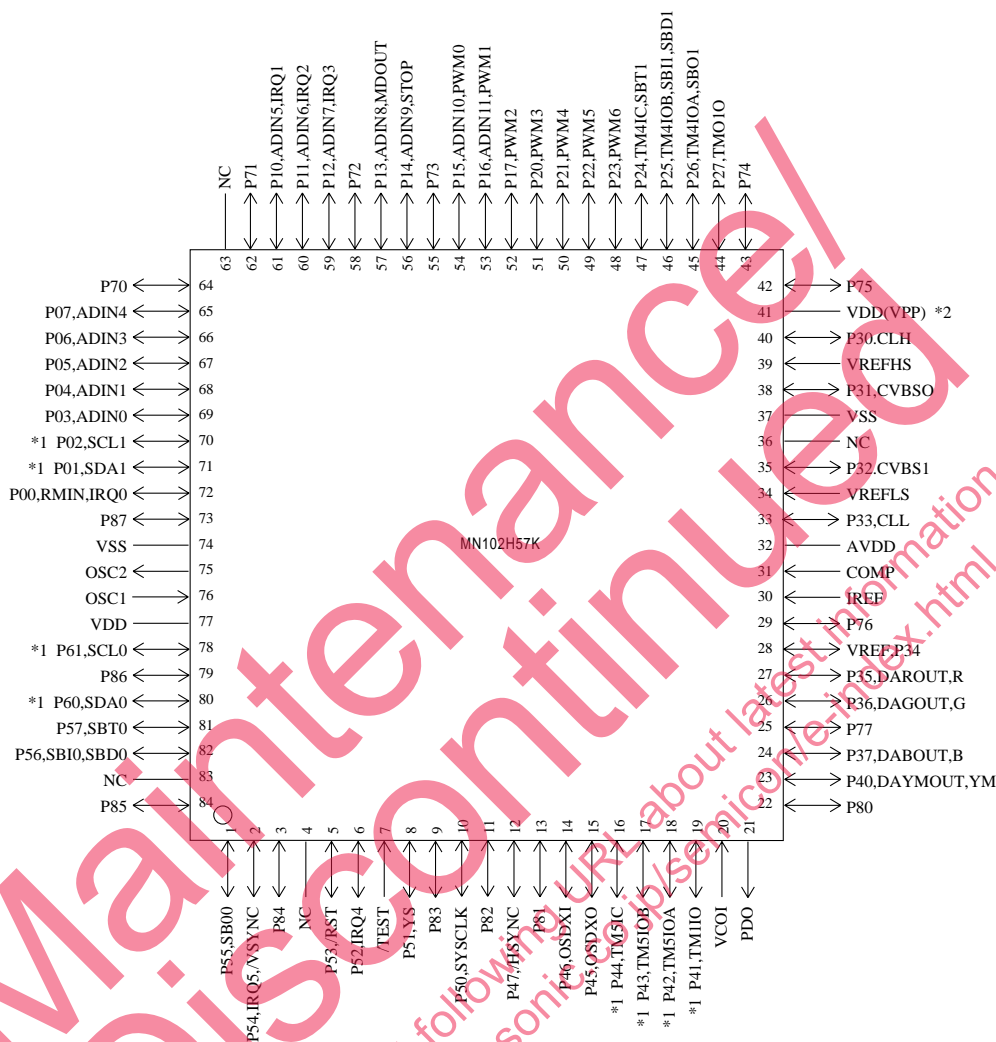 NC
P71
P10,ADIN5,IRQ1
P11,ADIN6,IRQ2
P12,ADIN7,IRQ3
P72
P13,ADIN8,MDOUT
P14,ADIN9,STOP
P73
P15,ADIN10,PWM0
P16,ADIN11,PWM1
P17,PWM2
P20,PWM3
P21,PWM4
P22,PWM5
P23,PWM6
P24,TM4IC,SBT1
P25,TM4IOB,SBI1,SBD1
P26,TM4IOA,SBO1
P27,TMO1O
P74
63 62 61 60 59 58 57 56 55 54 53 52 51 50 49 48 47 46 45 44 43
P70 64
P07,ADIN4 65
P06,ADIN3 66
P05,ADIN2 67
P04,ADIN1 68
P03,ADIN0 69
*1 P02,SCL1 70
*1 P01,SDA1 71
P00,RMIN,IRQ0 72
P87 73
VSS 74
OSC2 75
OSC1 76
VDD 77
*1 P61,SCL0 78
P86 79
*1 P60,SDA0 80
P57,SBT0 81
P56,SBI0,SBD0 82
NC 83
P85 84
MN102H57K
42 P75
41 VDD(VPP) *2
40 P30.CLH
39 VREFHS
38 P31,CVBSO
37 VSS
36 NC
35 P32.CVBS1
34 VREFLS
33 P33,CLL
32 AVDD
31 COMP
30 IREF
29 P76
28 VREF,P34
27 P35,DAROUT,R
26 P36,DAGOUT,G
25 P77
24 P37,DABOUT,B
23 P40,DAYMOUT,YM
22 P80
1 2 3 4 5 6 7 8 9 10 11 12 13 14 15 16 17 18 19 20 21
P55,SB00
P54,IRQ5,/VSYNC
P84
NC
P53,/RST
P52,IRQ4
/TEST
P51,YS
P83
P50,SYSCLK
P82
P47,/HSYNC
P81
P46,OSDX1
P45,OSDXO
*1 P44,TM5IC
*1 P43,TM5IOB
*1 P42,TM5IOA
*1 P41,TM1IO
VCOI
PDO
Maintenance/
Discontinued
following URL about latest information
sonic.co.jp/semicon/e-index.html